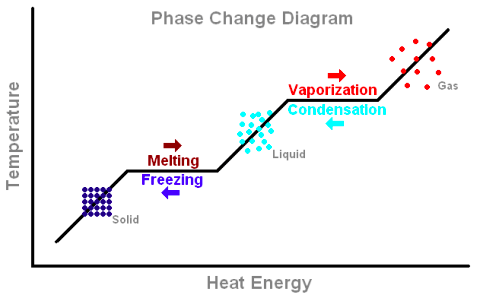 Phase Change Diagram
Gas
Vaporization
Condensation
Liquid
Melting
Freezing
Solid
Temperature
Heat Energy